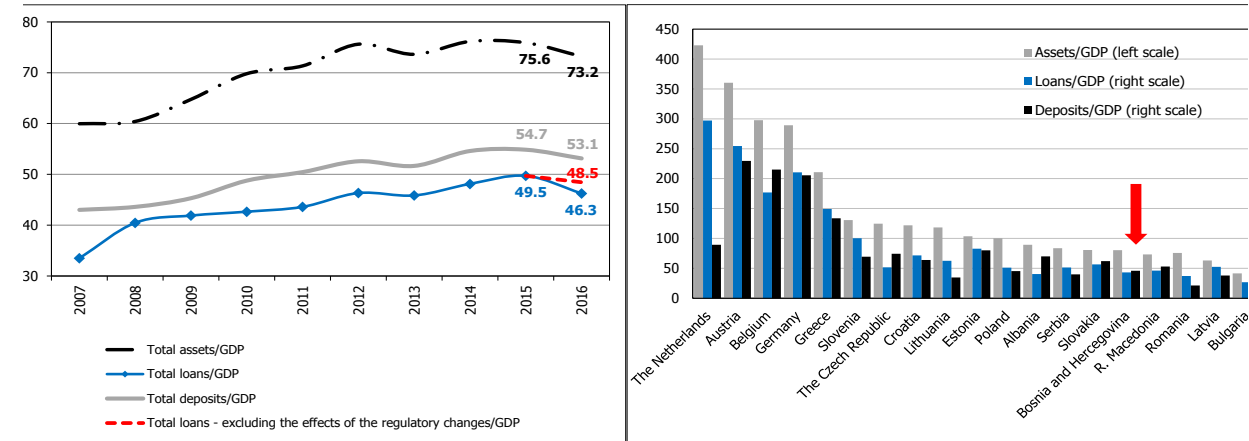 80
70
60
50
40
30
75.6
73.2
54.7
53.1
48.5
49.5
46.3
2007
2008
2009
2010
2011
2012
2013
2014
2015
2016
Total assets/GDP
Total loans/GDP
Total deposits/GDP
Total loans - excluding the effects of the regulatory changes/GDP
450
400
350
300
250
200
150
100
50
0
Assets/GDP (left scale)
Loans/GDP (right scale)
Deposits/GDP (right scale)
The Netherlands
Austria
Belgium
Germany
Greece
Slovenia
The Czech Republic
Croatia
Lithuania
Estonia
Poland
Albania
Serbia
Slovakia
Bosnia and Hercegovina
R. Macedonia
Romania
Latvia
Bulgaria